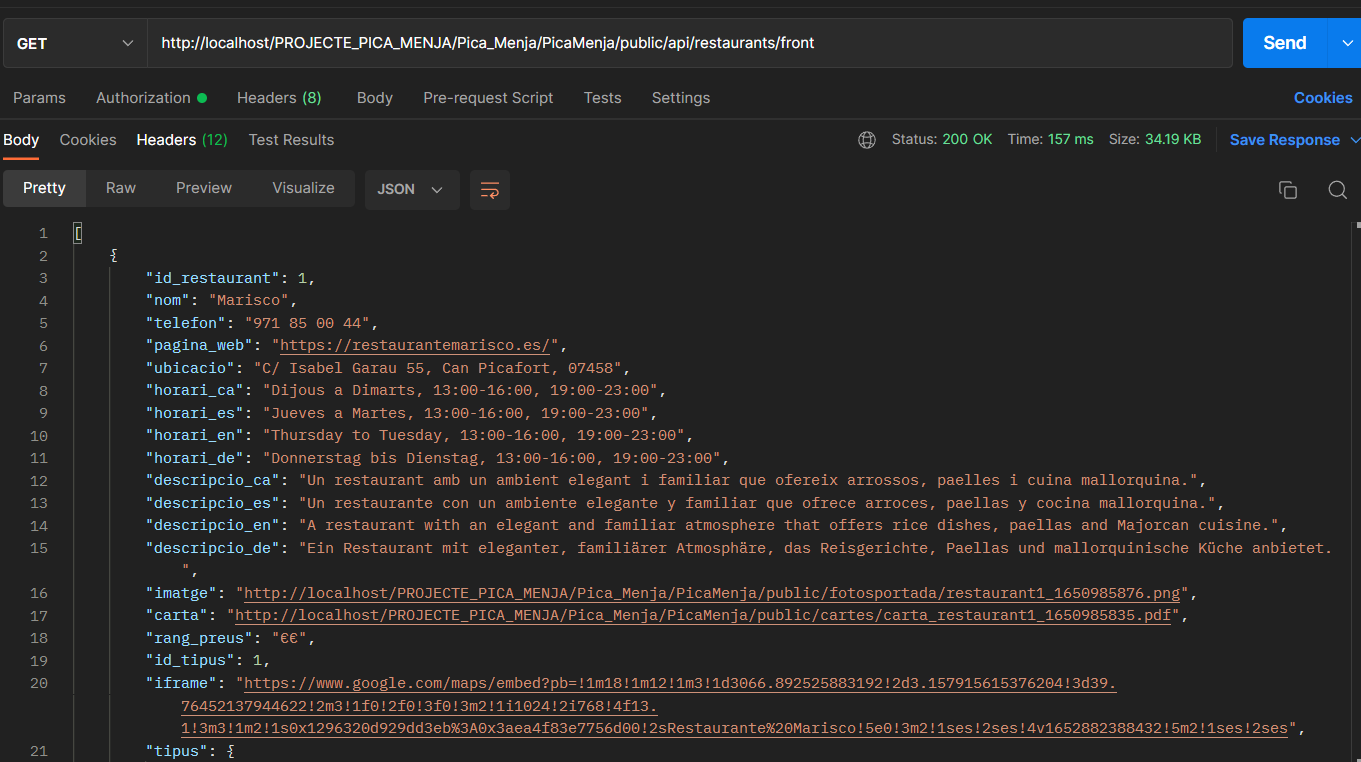 GET http://localhost/PROJECTE_PICA_MENJA/Pica_Menja/PicaMenja/public/api/restaurants/front Send
Params Authorization Headers (8) Body Pre-request Script Tests Settings Cookies
Body Cookies Headers (12) Test Results Status: 200 OK Time: 157 ms Size: 34.19 KB Save Response
Pretty Raw Preview Visualize JSON
1 [
2 {
3 "id_restaurant": 1,
4 "nom": "Marisco",
5 "telefon": "971 85 00 44",
6 "pagina_web": "https://restaurantemarisco.es/",
7 "ubicacio": "C/ Isabel Garau 55, Can Picafort, 07458",
8 "horari_ca": "Dijous a Dimarts, 13:00-16:00, 19:00-23:00",
9 "horari_es": "Jueves a Martes, 13:00-16:00, 19:00-23:00",
10 "horari_en": "Thursday to Tuesday, 13:00-16:00, 19:00-23:00",
11 "horari_de": "Donnerstag bis Dienstag, 13:00-16:00, 19:00-23:00",
12 "descripcio_ca": "Un restaurant amb un ambient elegant i familiar que ofereix arrossos, paelles i cuina mallorquina.",
13 "descripcio_es": "Un restaurante con un ambiente elegante y familiar que ofrece arroces, paellas y cocina mallorquina.",
14 "descripcio_en": "A restaurant with an elegant and familiar atmosphere that offers rice dishes, paellas and Majorcan cuisine.",
15 "descripcio_de": "Ein Restaurant mit eleganter, familiärer Atmosphäre, das Reisgerichte, Paellas und mallorquinische Küche anbietet.
",
16 "imatge": "http://localhost/PROJECTE_PICA_MENJA/Pica_Menja/PicaMenja/public/fotosportada/restaurant1_1650985876.png",
17 "carta": "http://localhost/PROJECTE_PICA_MENJA/Pica_Menja/PicaMenja/public/cartes/carta_restaurant1_1650985835.pdf",
18 "rang_preus": "€€",
19 "id_tipus": 1,
20 "iframe": "https://www.google.com/maps/embed?pb=!1m18!1m12!1m3!1d3066.892525883192!2d3.157915615376204!3d39.
76452137944622!2m3!1f0!2f0!3f0!3m2!1i1024!2i768!4f13.
1!3m3!1m2!1s0x1296320d929dd3eb%3A0x3aea4f83e7756d00!2sRestaurante%20Marisco!5e0!3m2!1ses!2ses!4v1652882388432!5m2!1ses!2ses",
21 "tipus": {